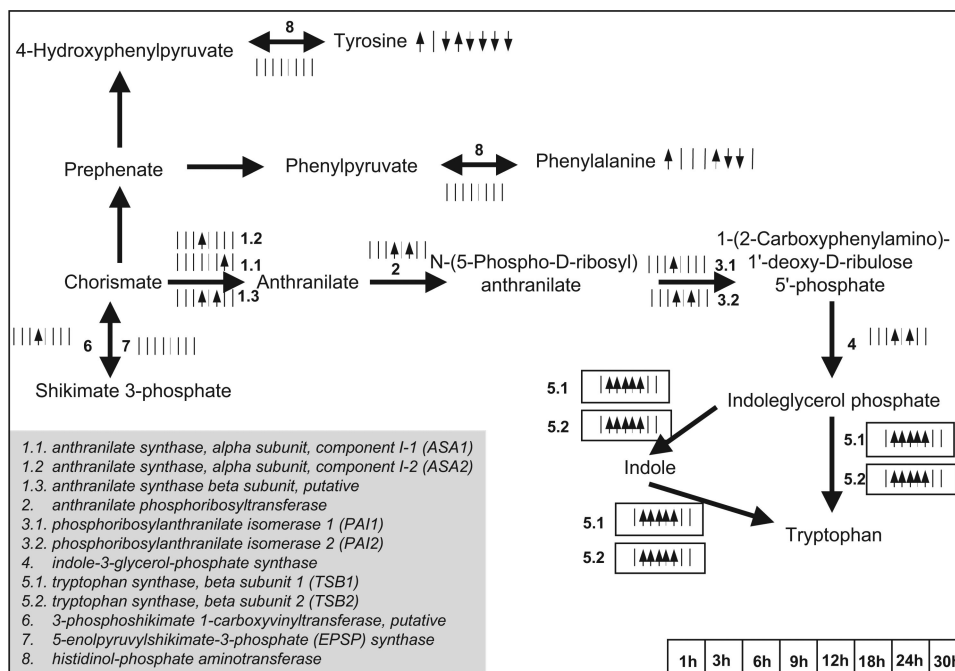 8
4-Hydroxyphenylpyruvate
Tyrosine
8
Prephenate
Phenylpyruvate
Phenylalanine
1.2
1.1
1.3
Chorismate
Anthranilate
2
N-(5-Phospho-D-ribosyl)
anthranilate
3.1
3.2
1-(2-Carboxyphenylamino)-
1'-deoxy-D-ribulose
5'-phosphate
6
7
4
Shikimate 3-phosphate
5.1
5.2
Indoleglycerol phosphate
5.1
5.2
Indole
5.1
5.2
Tryptophan
1.1. anthranilate synthase, alpha subunit, component I-1 (ASA1)
1.2 anthranilate synthase, alpha subunit, component I-2 (ASA2)
1.3. anthranilate synthase beta subunit, putative
2. anthranilate phosphoribosyltransferase
3.1. phosphoribosylanthranilate isomerase 1 (PAI1)
3.2. phosphoribosylanthranilate isomerase 2 (PAI2)
4. indole-3-glycerol-phosphate synthase
5.1. tryptophan synthase, beta subunit 1 (TSB1)
5.2. tryptophan synthase, beta subunit 2 (TSB2)
6 3-phosphoshikimate 1-carboxyvinyltransferase, putative
7. 5-enolpyruvylshikimate-3-phosphate (EPSP) synthase
8. histidinol-phosphate aminotransferase
1h 3h 6h 9h 12h 18h 24h 30h